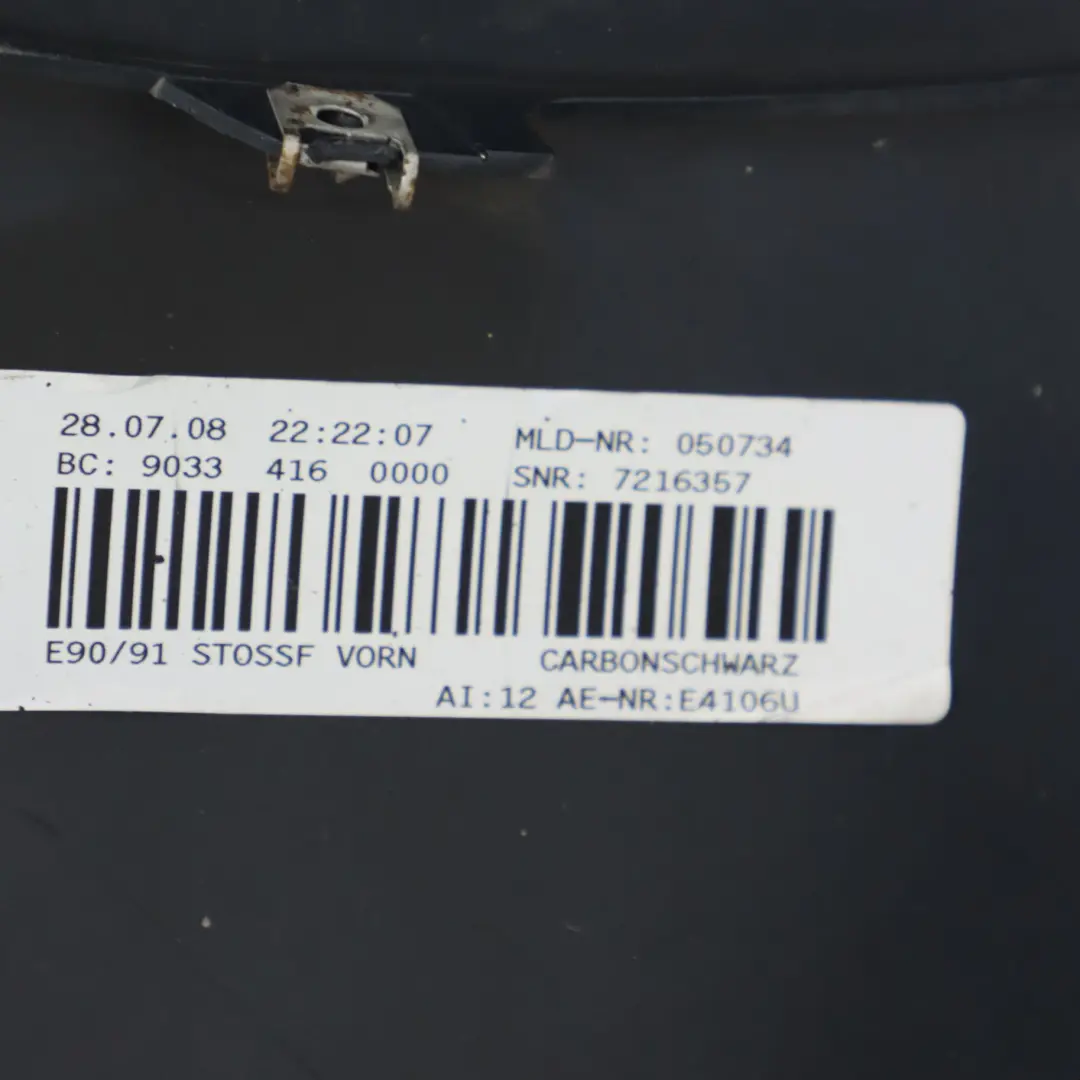 28.07.08 22:22:07 MLD-NR: 050734
BC: 9033 416 0000 SNR: 7216357
E90/91 STOSSF VORN CARBONSCHWARZ
AI:12 AE-NR:E4106U